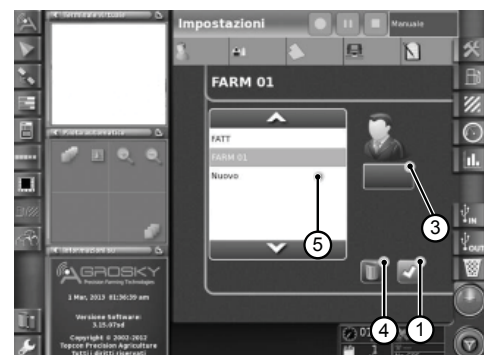 Impostazioni
Manuale
FARM 01
FATT
FARM 01
Nuovo
5
3
4
1
IN
OUT
AGROSKY
Precision Farming Technologies
1 Mar, 2013 01:36:39 am
Versione Software:
3.15.07sd
Copyright © 2003-2012
Topcon Precision Agriculture
Tutti i diritti riservati